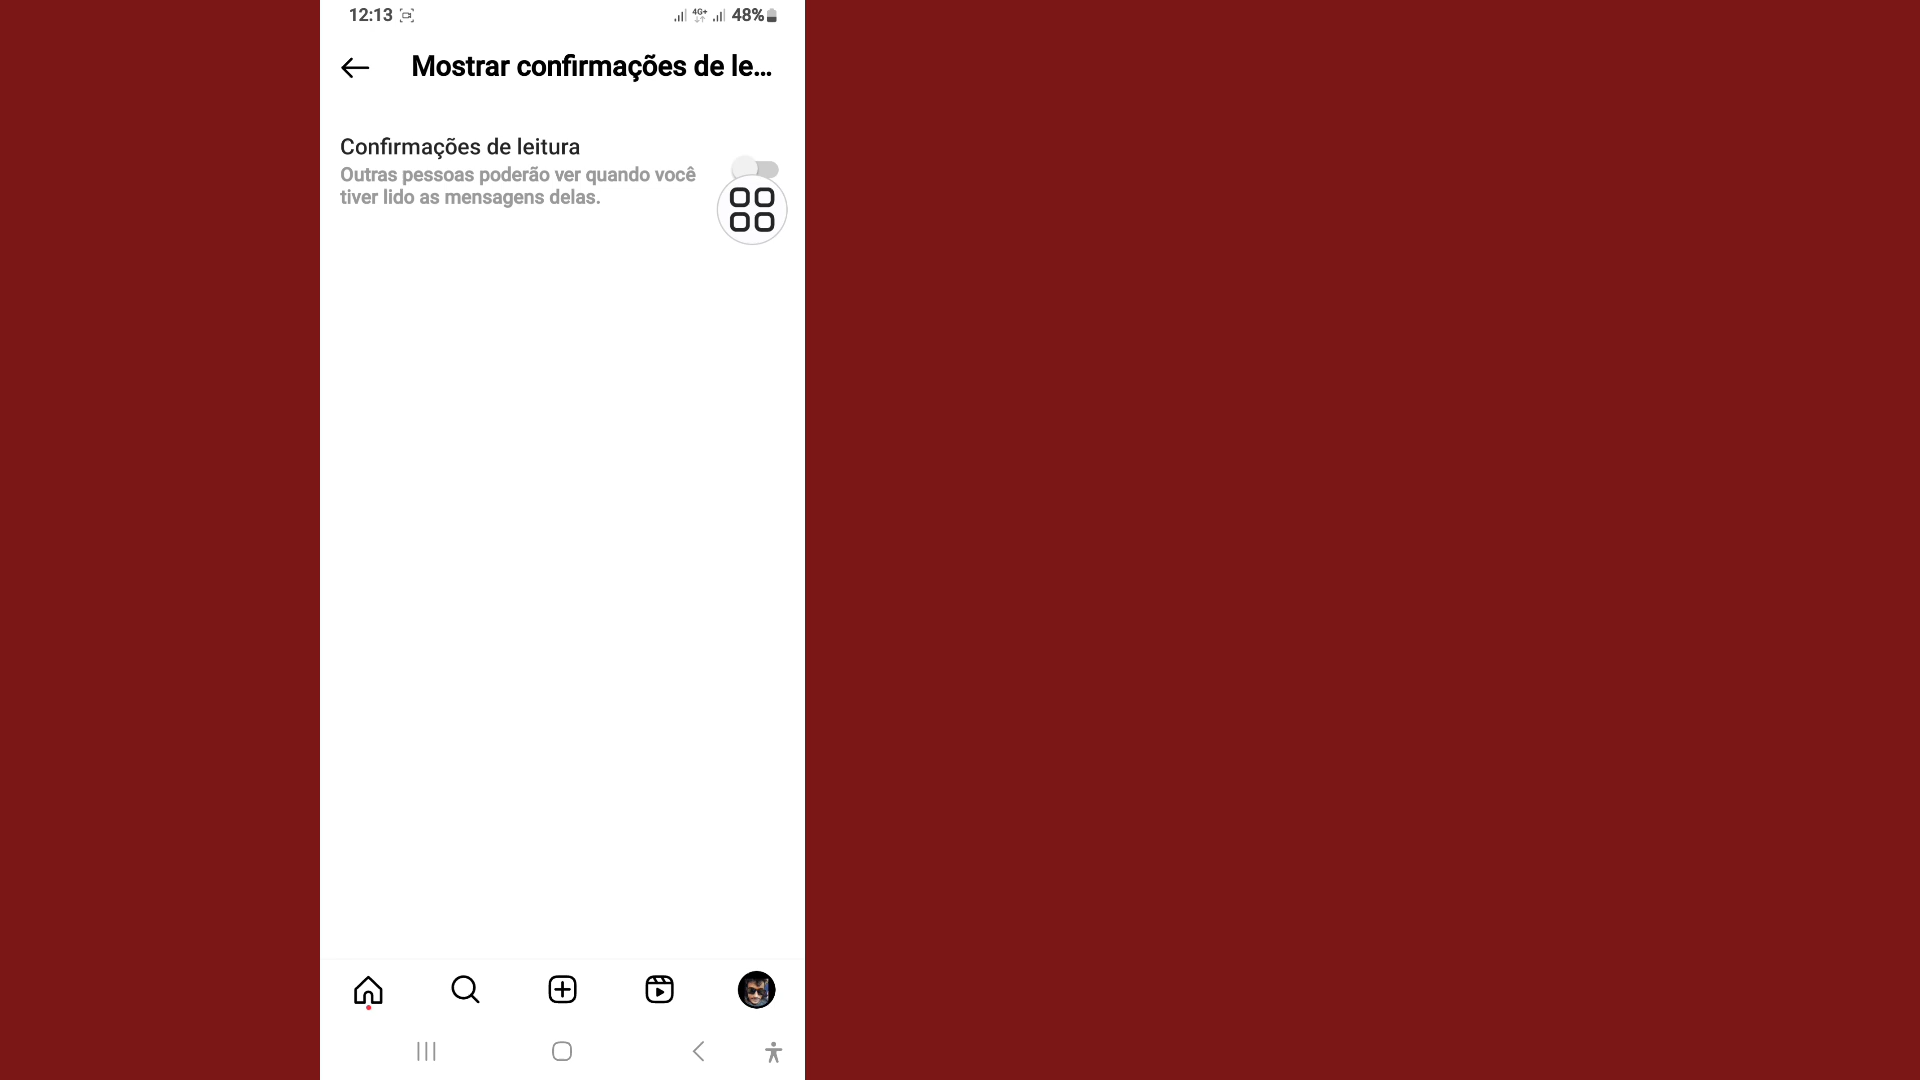 12:13
4G+
48%
Mostrar confirmações de le...
Confirmações de leitura
Outras pessoas poderão ver quando você
tiver lido as mensagens delas.